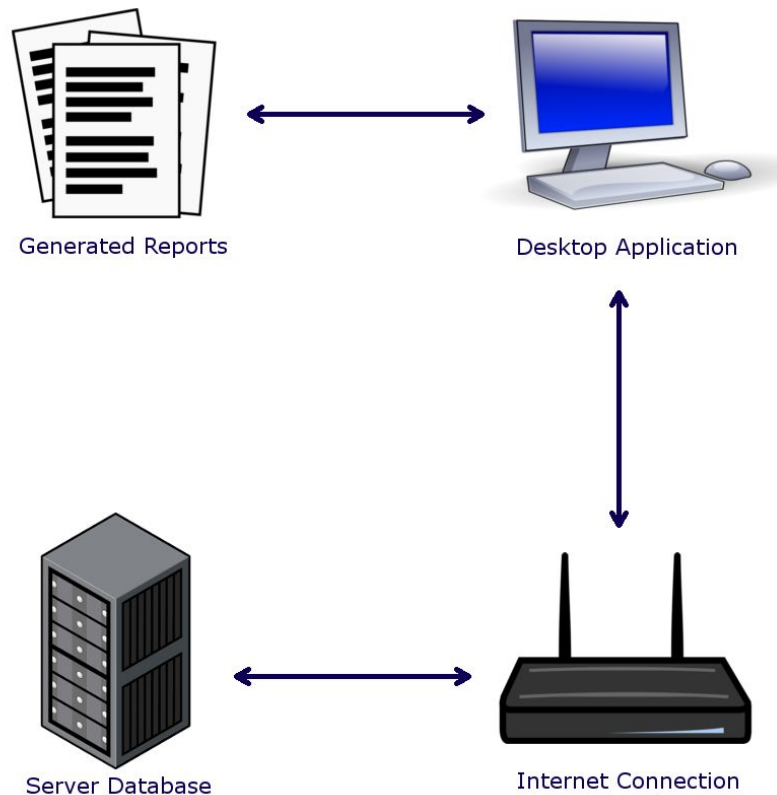 Generated Reports
Desktop Application
Server Database
Internet Connection